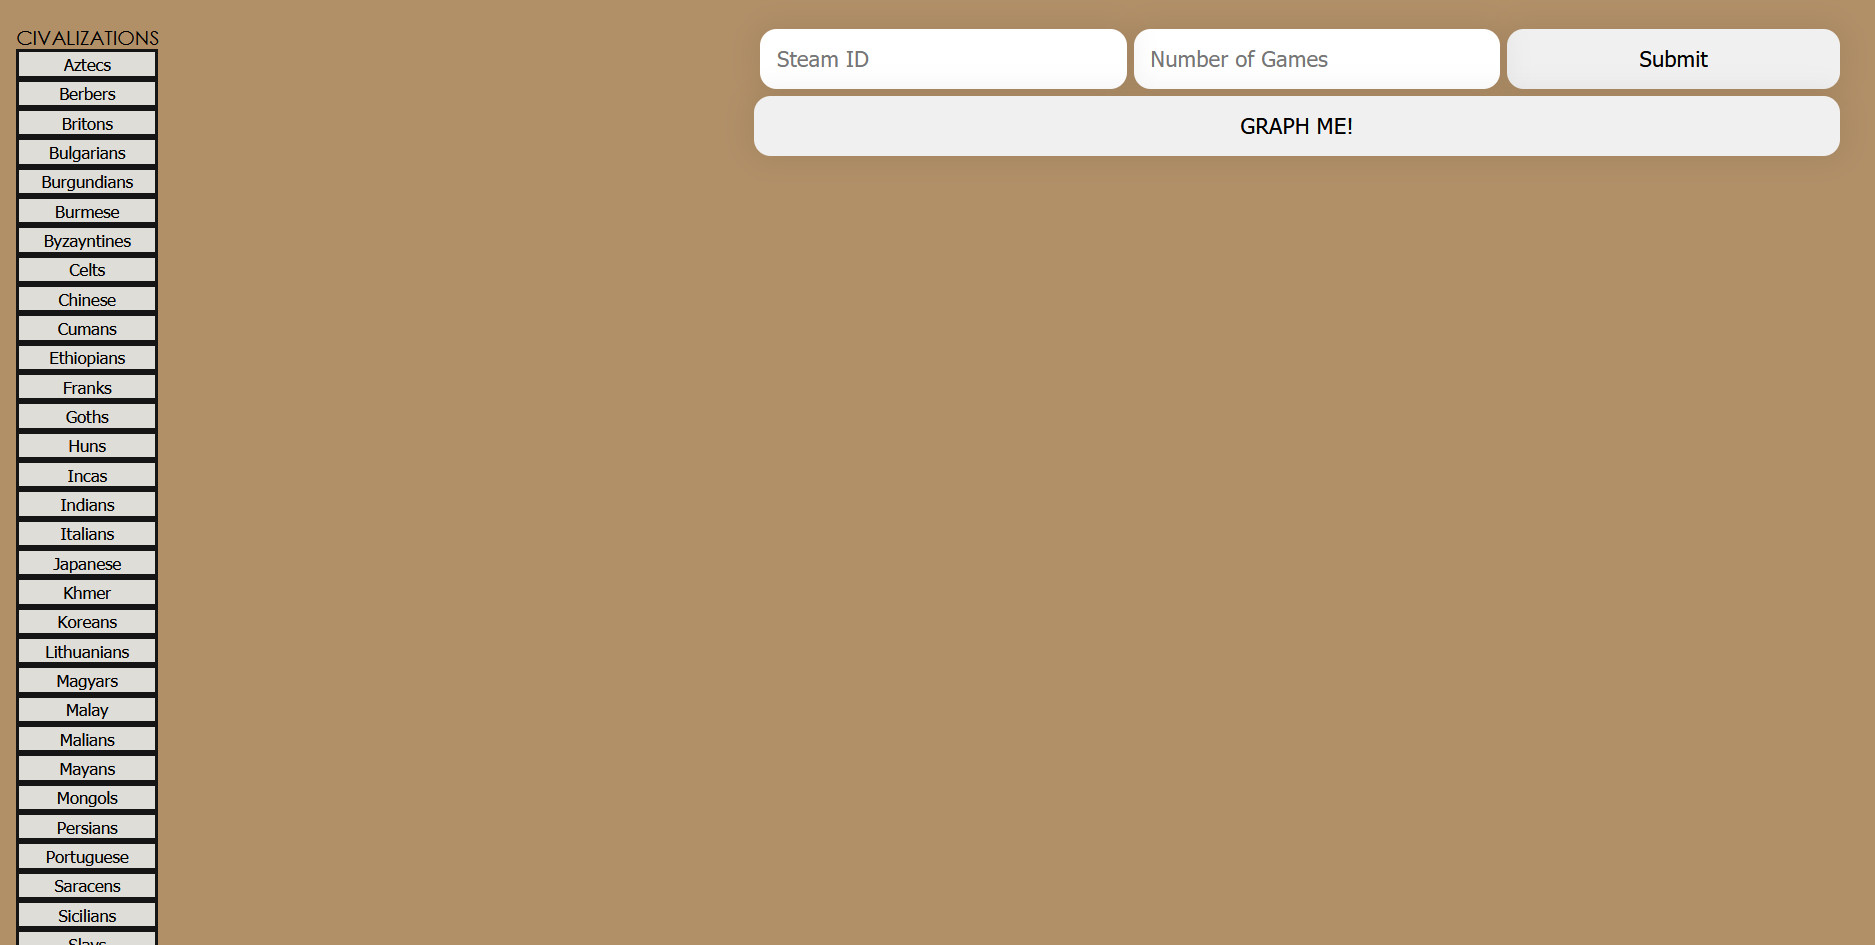 CIVALIZATIONS
Aztecs
Berbers
Britons
Bulgarians
Burgundians
Burmese
Byzayntines
Celts
Chinese
Cumans
Ethiopians
Franks
Goths
Huns
Incas
Indians
Italians
Japanese
Khmer
Koreans
Lithuanians
Magyars
Malay
Malians
Mayans
Mongols
Persians
Portuguese
Saracens
Sicilians
Slavs
Steam ID
Number of Games
Submit
GRAPH ME!